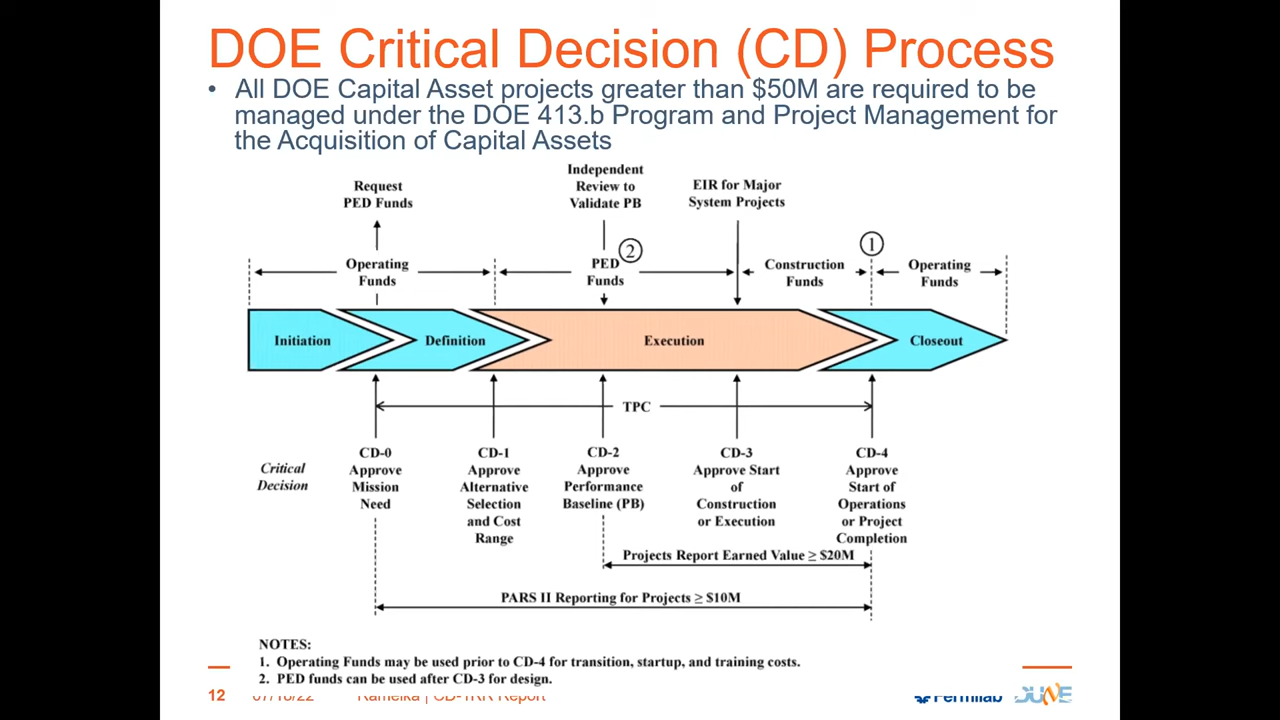 DOE Critical Decision (CD) Process
• All DOE Capital Asset projects greater than $50M are required to be
managed under the DOE 413.b Program and Project Management for
the Acquisition of Capital Assets
Request
PED Funds
Independent
Review to
Validate PB
EIR for Major
System Projects
Operating
Funds
PED
Funds
2
Construction
Funds
1
Operating
Funds
Initiation
Definition
Execution
Closeout
TPC
Critical
Decision
CD-0
Approve
Mission
Need
CD-1
Approve
Alternative
Selection
and Cost
Range
CD-2
Approve
Performance
Baseline (PB)
CD-3
Approve Start
of
Construction
or Execution
CD-4
Approve
Start of
Operations
or Project
Completion
Projects Report Earned Value ≥ $20M
PARS II Reporting for Projects ≥ $10M
NOTES:
1. Operating Funds may be used prior to CD-4 for transition, startup, and training costs.
2. PED funds can be used after CD-3 for design.
12 Rameika | CD-1RR Report Fermilab DUNE